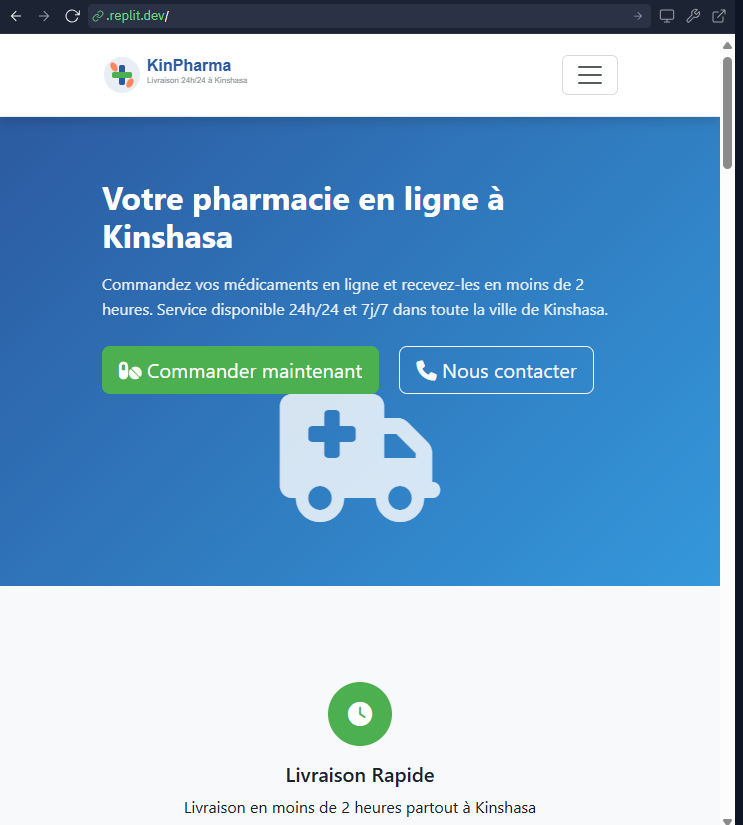 .replit.dev/
KinPharma
Livraison 24h/24 à Kinshasa
Votre pharmacie en ligne à
Kinshasa
Commandez vos médicaments en ligne et recevez-les en moins de 2
heures. Service disponible 24h/24 et 7j/7 dans toute la ville de Kinshasa.
Commander maintenant
Nous contacter
Livraison Rapide
Livraison en moins de 2 heures partout à Kinshasa